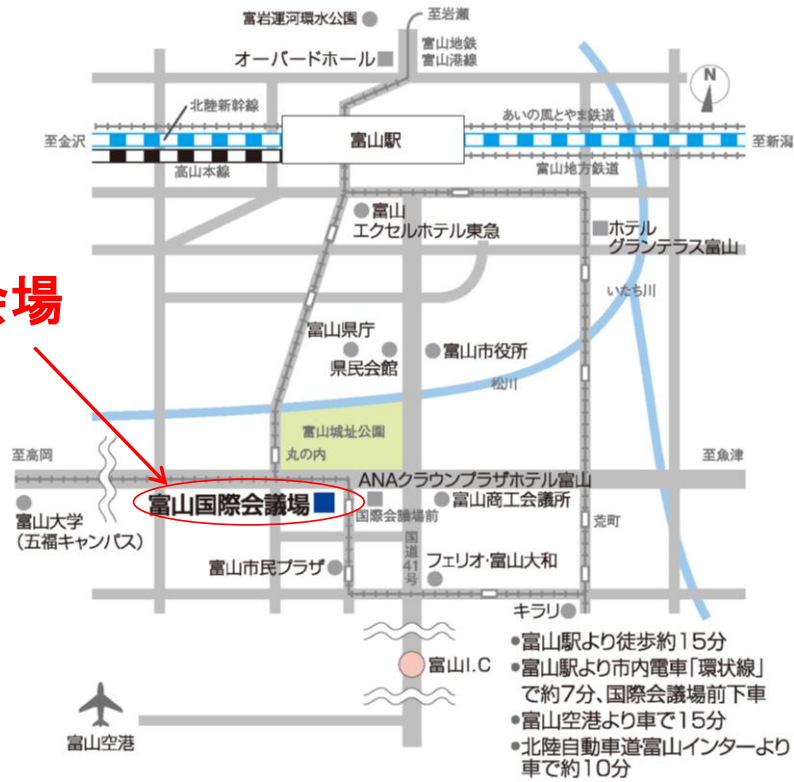 富岩運河環水公園
至岩瀬
富山地鉄
富山港線
オーバードホール
N
北陸新幹線
あいの風とやま鉄道
至金沢
富山駅
至新潟
高山本線
富山地方鉄道
富山
エクセルホテル東急
ホテル
グランテラス富山
いたち川
会場
富山県庁
県民会館
富山市役所
松川
富山城址公園
至高岡
丸の内
至魚津
ANAクラウンプラザホテル富山
富山国際会議場
国際会議場前
富山商工会議所
富山大学
(五福キャンパス)
荒町
国道41号
富山市民プラザ
フェリオ・富山大和
キラリ
富山I.C
富山空港
•富山駅より徒歩約15分
•富山駅より市内電車「環状線」
で約7分、国際会議場前下車
•富山空港より車で15分
•北陸自動車道富山インターより
車で約10分